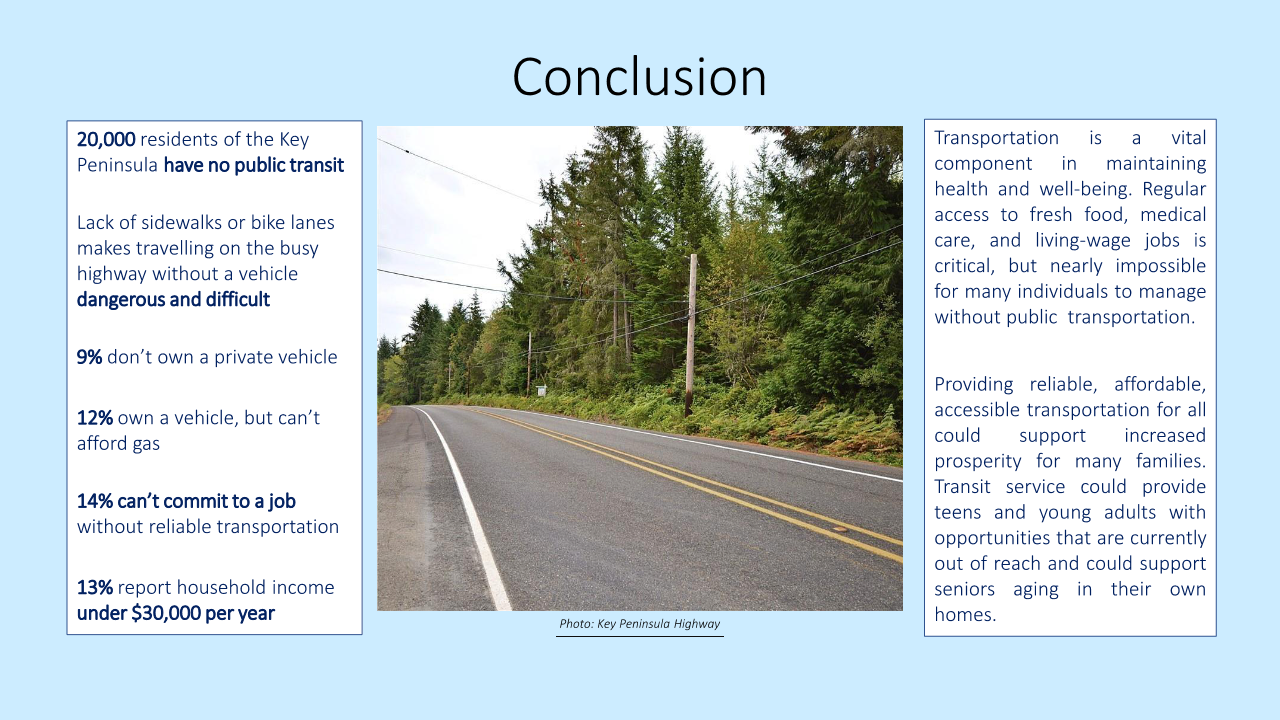 Conclusion
20,000 residents of the Key
Peninsula have no public transit
Lack of sidewalks or bike lanes
makes travelling on the busy
highway without a vehicle
dangerous and difficult
9% don’t own a private vehicle
12% own a vehicle, but can’t
afford gas
14% can’t commit to a job
without reliable transportation
13% report household income
under $30,000 per year
Photo: Key Peninsula Highway
Transportation is a vital
component in maintaining
health and well-being. Regular
access to fresh food, medical
care, and living-wage jobs is
critical, but nearly impossible
for many individuals to manage
without public transportation.
Providing reliable, affordable,
accessible transportation for all
could support increased
prosperity for many families.
Transit service could provide
teens and young adults with
opportunities that are currently
out of reach and could support
seniors aging in their own
homes.